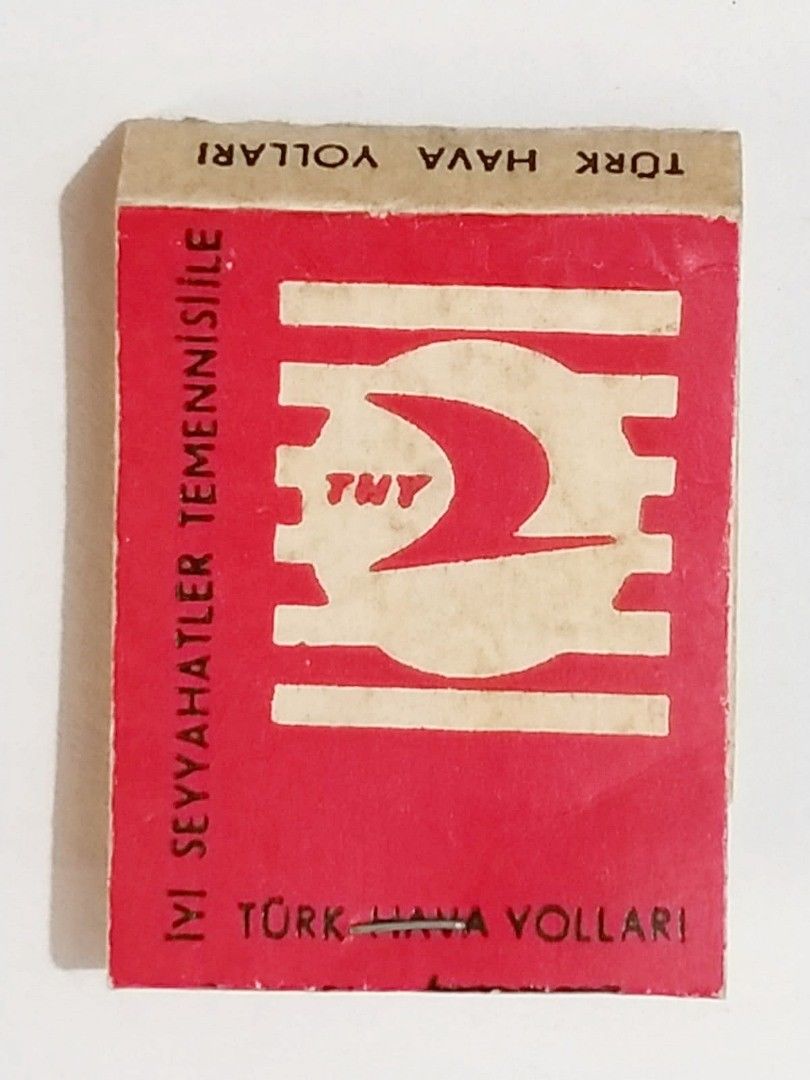 TÜRK HAVA YOLLARI
İYİ SEYYAHATLER TEMENNİSİİLE
THY
TÜRK HAVA YOLLARI